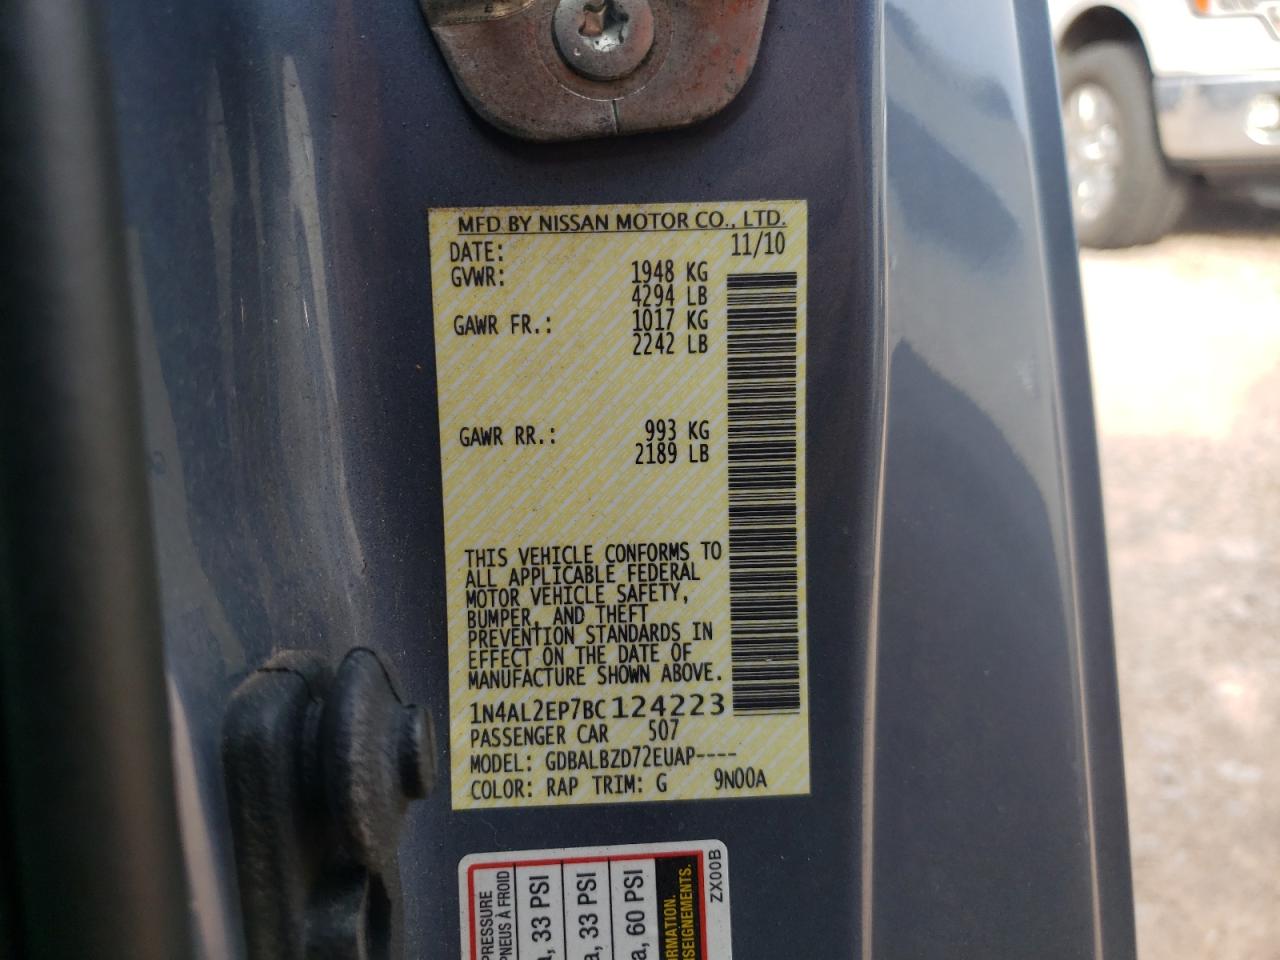 MFD BY NISSAN MOTOR CO., LTD.
DATE: 11/10
GVWR: 1948 KG
4294 LB
GAWR FR.: 1017 KG
2242 LB
GAWR RR.: 993 KG
2189 LB
THIS VEHICLE CONFORMS TO
ALL APPLICABLE FEDERAL
MOTOR VEHICLE SAFETY,
BUMPER, AND THEFT
PREVENTION STANDARDS IN
EFFECT ON THE DATE OF
MANUFACTURE SHOWN ABOVE.
1N4AL2EP7BC124223
PASSENGER CAR 507
MODEL: GDBALBZD72EUAP----
COLOR: RAP TRIM: G 9N00A
PRESSURE
PNEUS À FROID
, 33 PSI
, 33 PSI
, 60 PSI
ZX00B